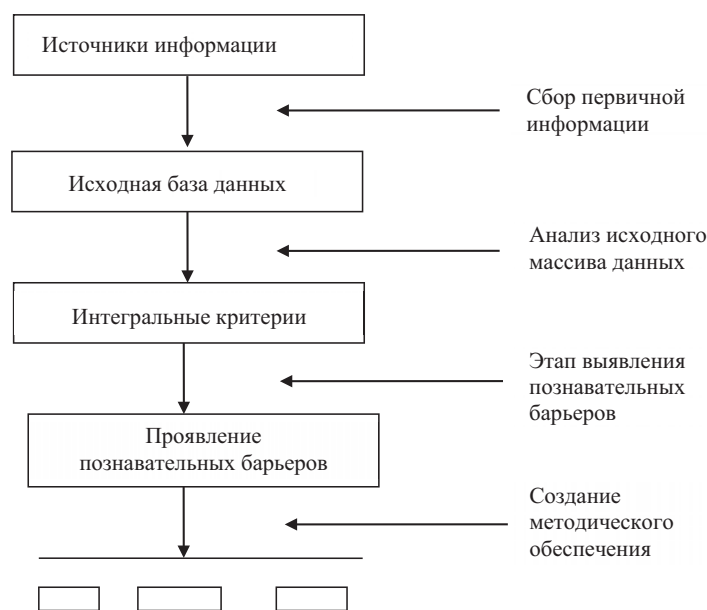 Источники информации
Сбор первичной
информации
Исходная база данных
Анализ исходного
массива данных
Интегральные критерии
Этап выявления
познавательных
барьеров
Проявление
познавательных барьеров
Создание
методического
обеспечения